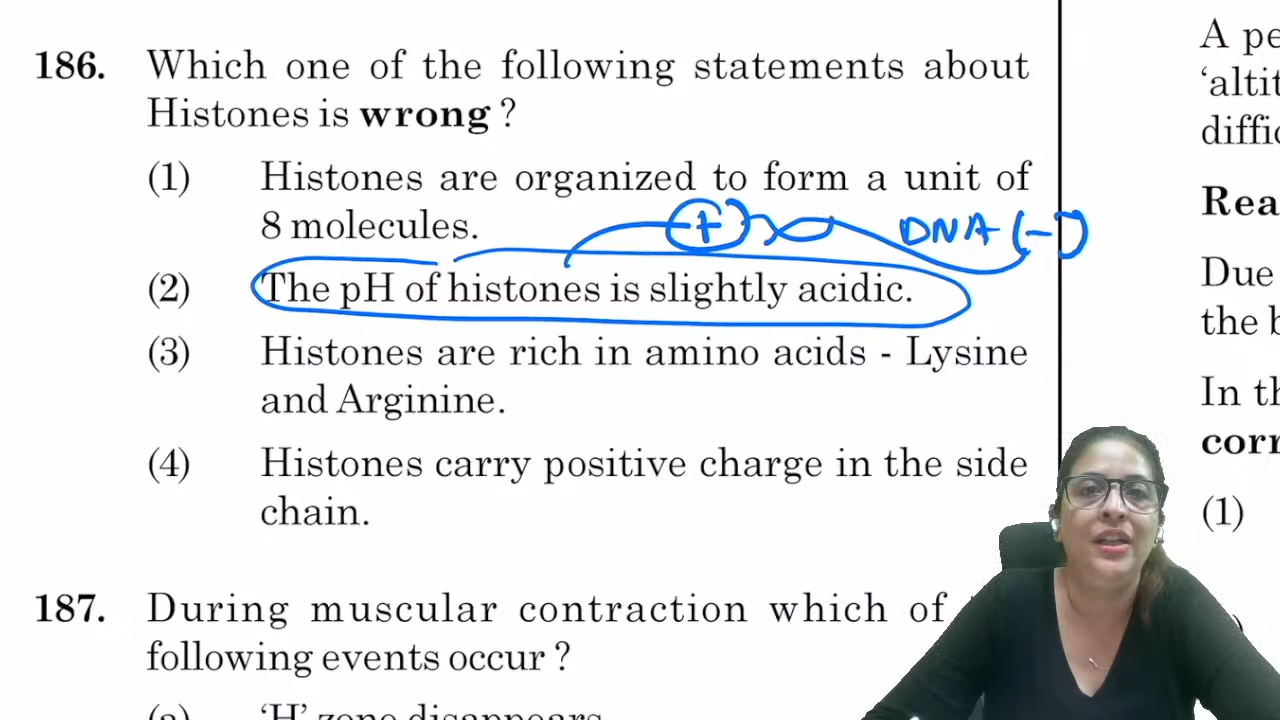 186. Which one of the following statements about
Histones is wrong ?
(1) Histones are organized to form a unit of
8 molecules.
(+) DNA (-)
(2) The pH of histones is slightly acidic.
(3) Histones are rich in amino acids - Lysine
and Arginine.
(4) Histones carry positive charge in the side
chain.
187. During muscular contraction which of
following events occur ?
(a) 'H' zone disappears
A pe
'altit
diffic
Rea
Due
the b
In th
corr
(1)